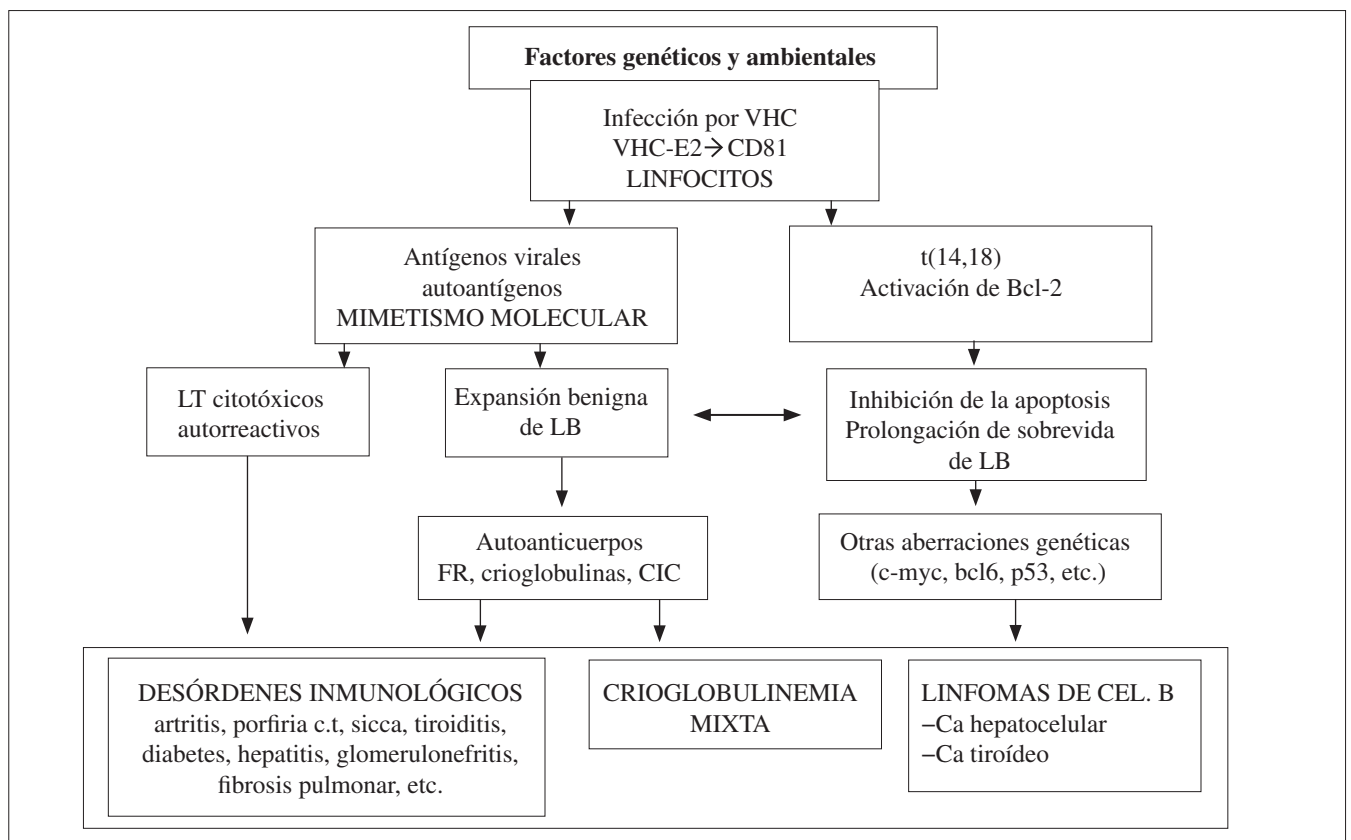 Factores genéticos y ambientales
Infección por VHC
VHC-E2→CD81
LINFOCITOS
Antígenos virales
autoantígenos
MIMETISMO MOLECULAR
t(14,18)
Activación de Bcl-2
LT citotóxicos
autorreactivos
Expansión benigna
de LB
Inhibición de la apoptosis
Prolongación de sobrevida
de LB
Autoanticuerpos
FR, crioglobulinas, CIC
Otras aberraciones genéticas
(c-myc, bcl6, p53, etc.)
DESÓRDENES INMUNOLÓGICOS
artritis, porfiria c.t, sicca, tiroiditis,
diabetes, hepatitis, glomerulonefritis,
fibrosis pulmonar, etc.
CRIOGLOBULINEMIA
MIXTA
LINFOMAS DE CEL. B
–Ca hepatocelular
–Ca tiroídeo